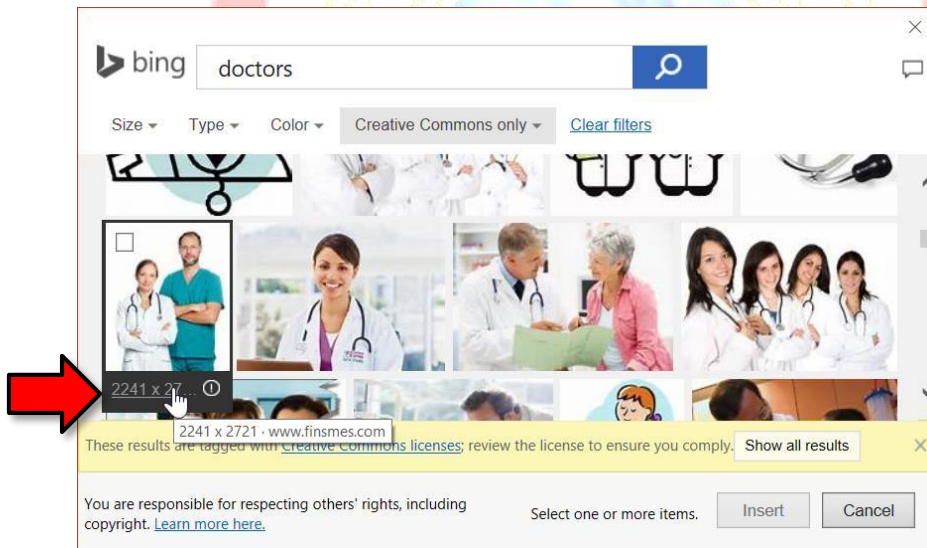 bing
doctors
Size Type Color Creative Commons only Clear filters
2241 x 27...
2241 x 2721 · www.finsmes.com
These results are tagged with Creative Commons licenses; review the license to ensure you comply. Show all results
You are responsible for respecting others' rights, including
copyright. Learn more here.
Select one or more items. Insert Cancel